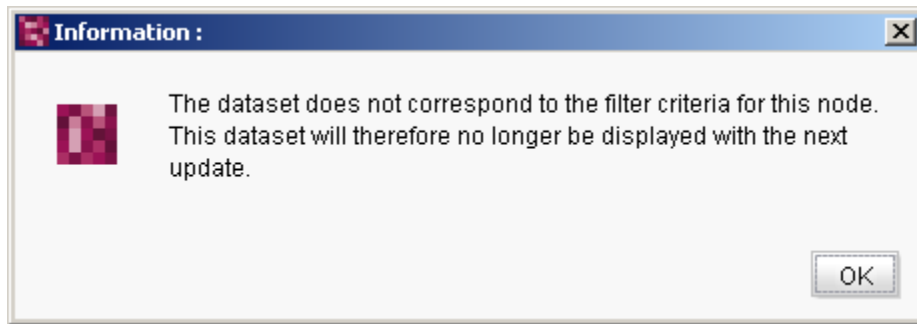 Information :
The dataset does not correspond to the filter criteria for this node.
This dataset will therefore no longer be displayed with the next
update.
OK